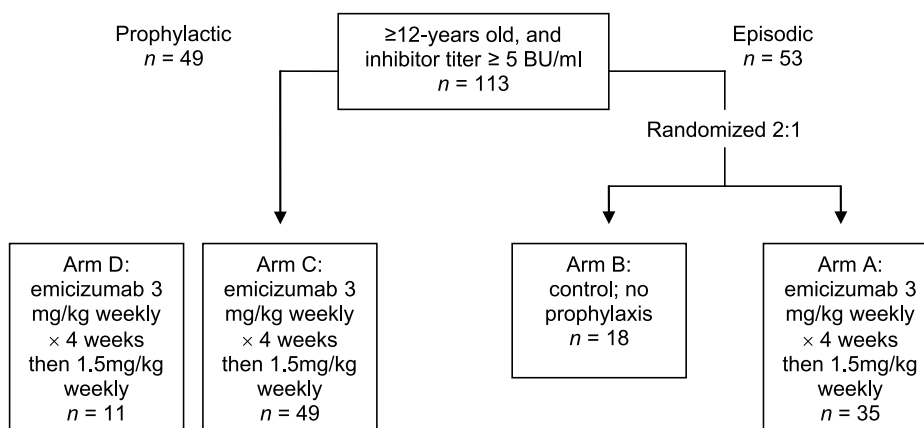 Prophylactic
n = 49
≥12-years old, and
inhibitor titer ≥ 5 BU/ml
n = 113
Episodic
n = 53
Randomized 2:1
Arm D:
emicizumab 3
mg/kg weekly
× 4 weeks
then 1.5mg/kg
weekly
n = 11
Arm C:
emicizumab 3
mg/kg weekly
× 4 weeks
then 1.5mg/kg
weekly
n = 49
Arm B:
control; no
prophylaxis
n = 18
Arm A:
emicizumab 3
mg/kg weekly
× 4 weeks
then 1.5mg/kg
weekly
n = 35